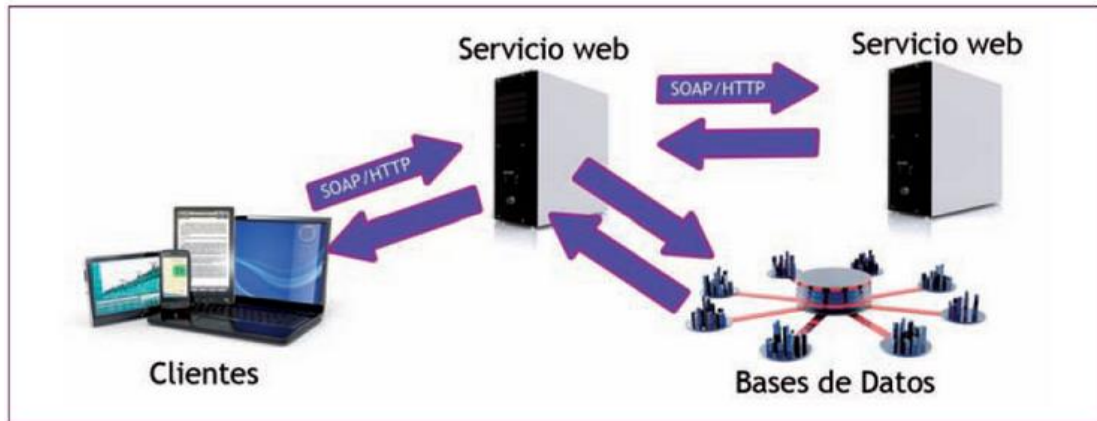 Servicio web
Servicio web
SOAP/HTTP
SOAP/HTTP
Clientes
Bases de Datos